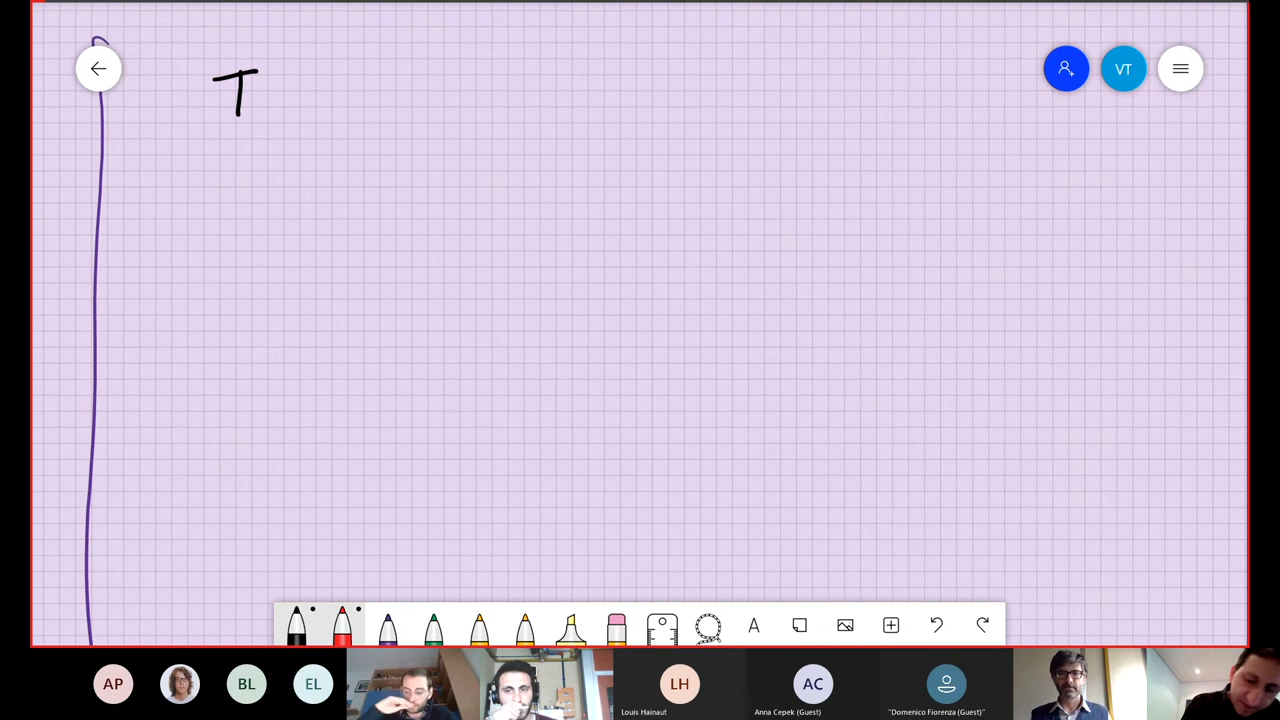 T
VT
A
AP
BL
EL
LH
Louis Hainaut
AC
Anna Cepek (Guest)
"Domenico Fiorenza (Guest)"